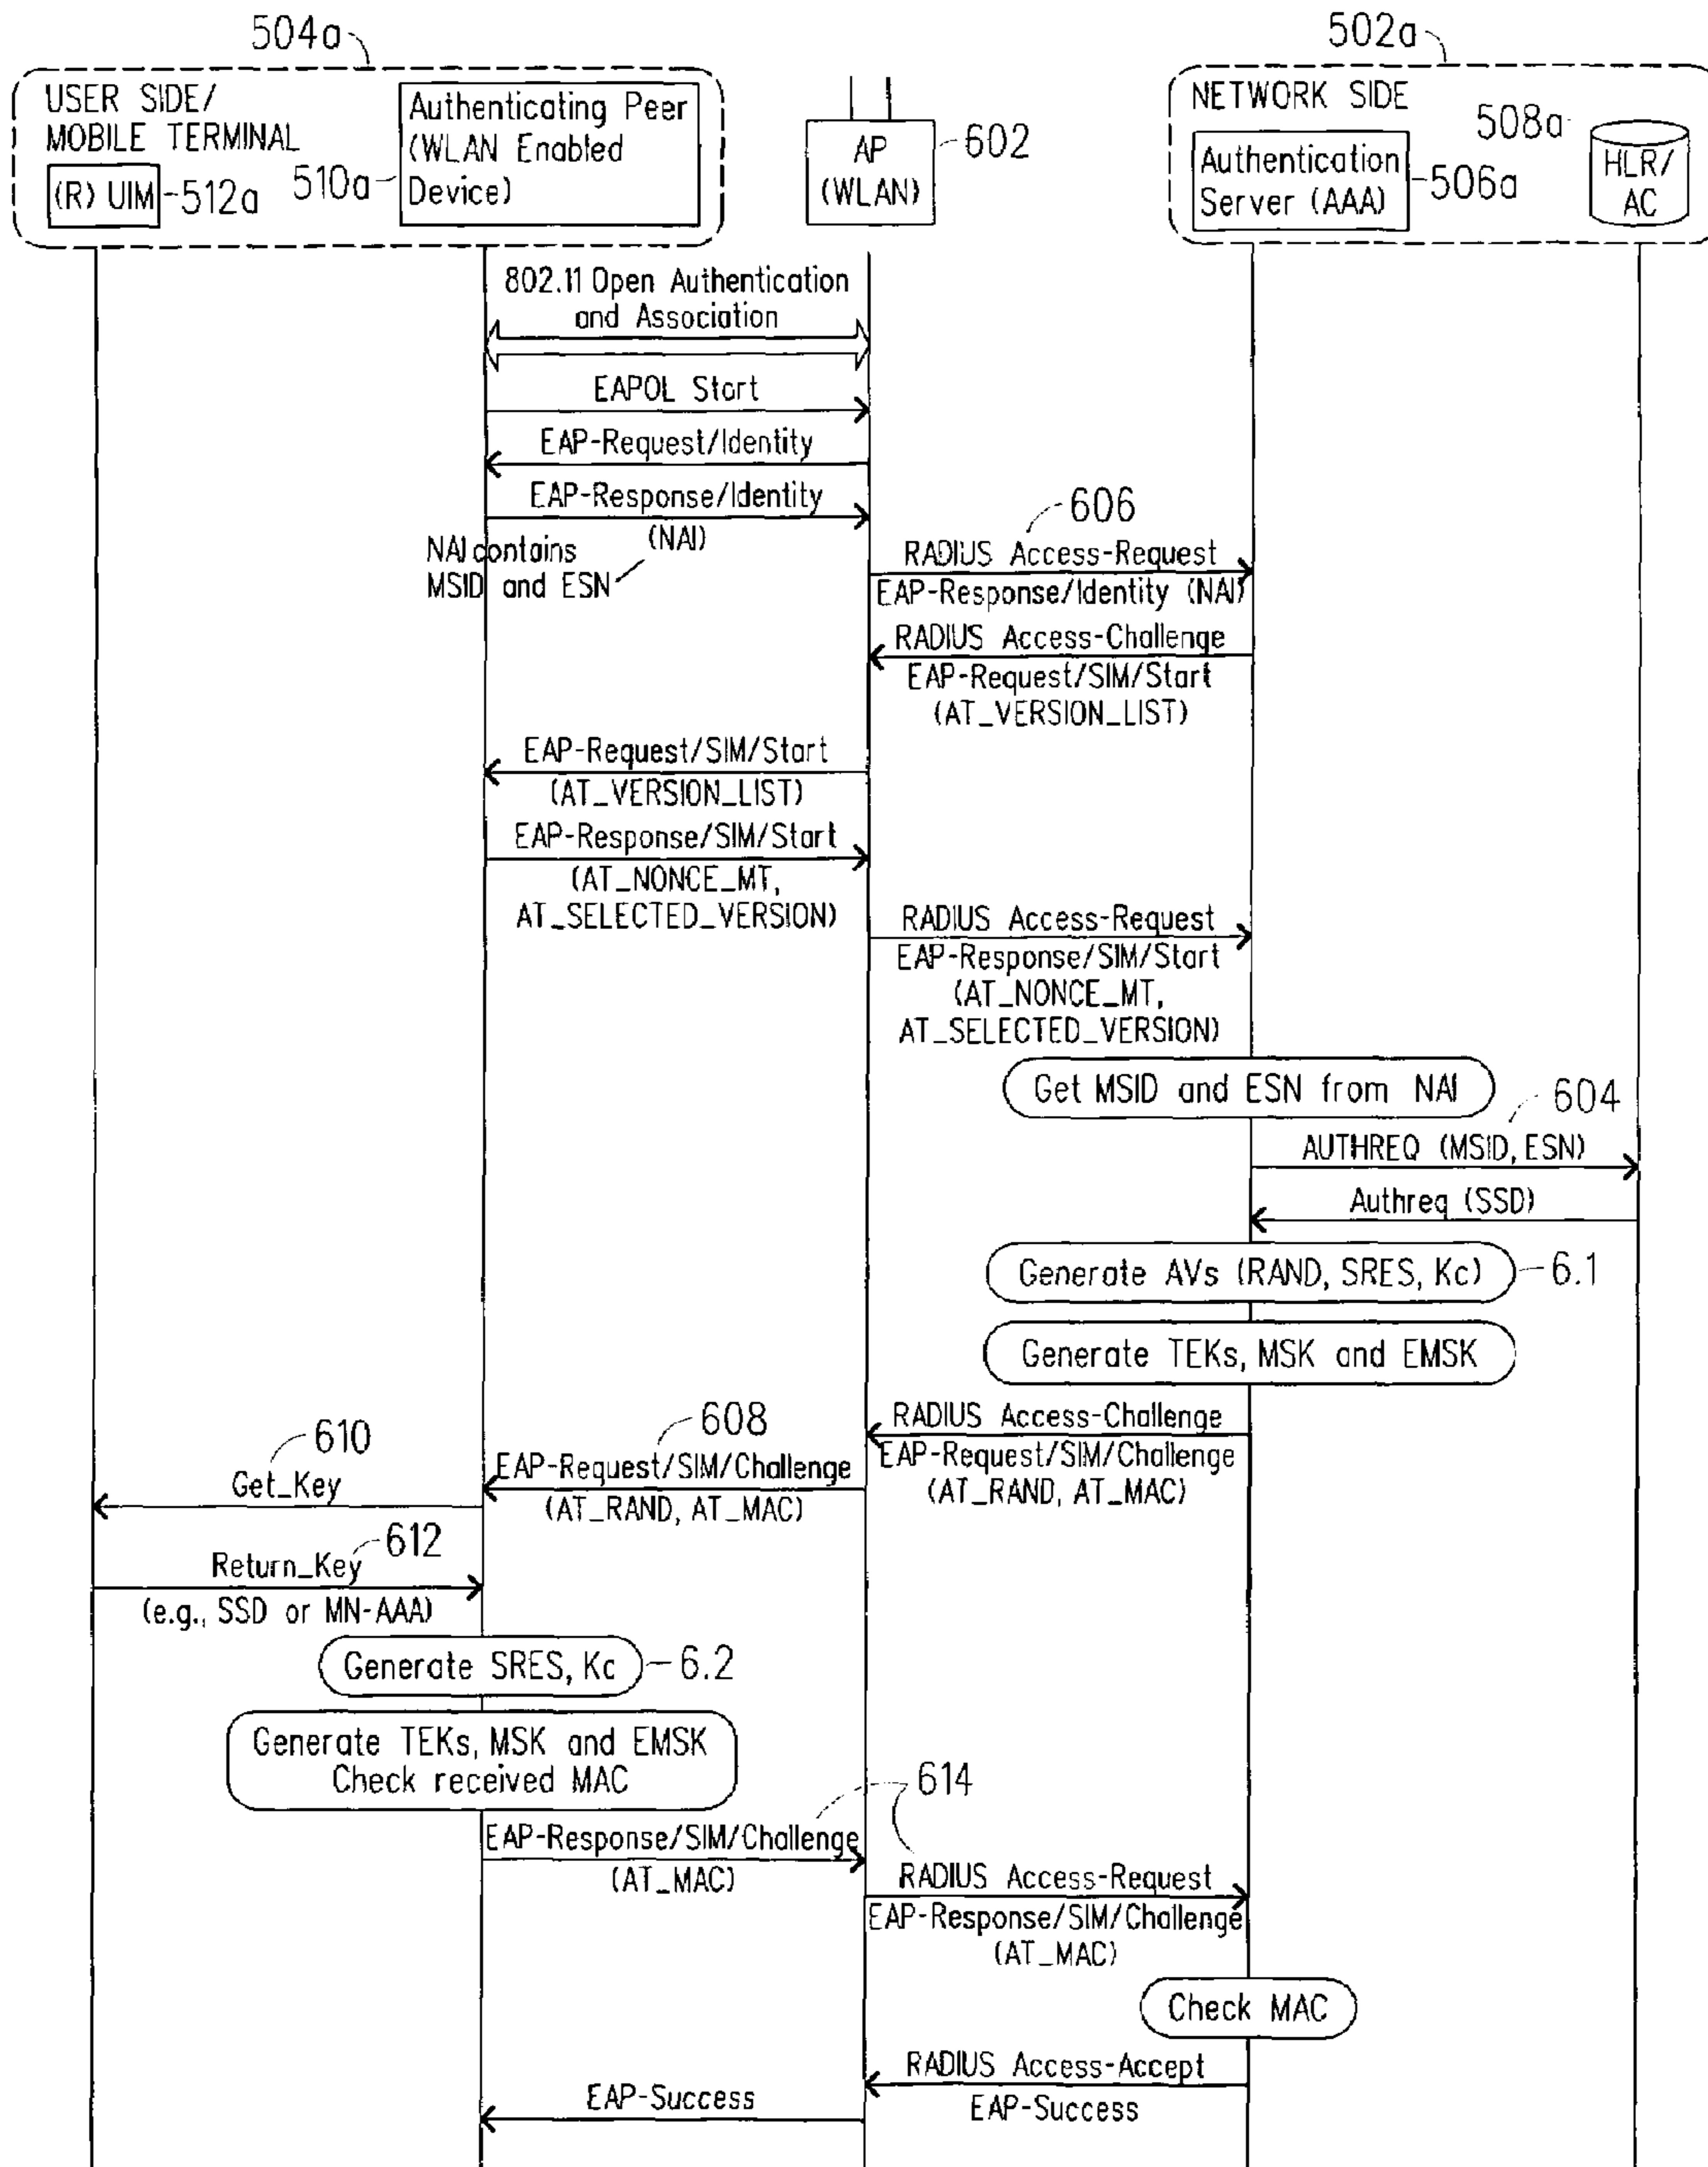 504a
502a
USER SIDE/
MOBILE TERMINAL
(R) UIM
512a
510a
Authenticating Peer
(WLAN Enabled
Device)
AP
(WLAN)
602
NETWORK SIDE
Authentication
Server (AAA)
506a
508a
HLR/
AC
802.11 Open Authentication
and Association
EAPOL Start
EAP-Request/Identity
EAP-Response/Identity
(NAI)
NAI contains
MSID and ESN
606
RADIUS Access-Request
EAP-Response/Identity (NAI)
RADIUS Access-Challenge
EAP-Request/SIM/Start
(AT_VERSION_LIST)
EAP-Request/SIM/Start
(AT_VERSION_LIST)
EAP-Response/SIM/Start
(AT_NONCE_MT,
AT_SELECTED_VERSION)
RADIUS Access-Request
EAP-Response/SIM/Start
(AT_NONCE_MT,
AT_SELECTED_VERSION)
Get MSID and ESN from NAI
604
AUTHREQ (MSID, ESN)
Authreq (SSD)
Generate AVs (RAND, SRES, Kc)
6.1
Generate TEKs, MSK and EMSK
RADIUS Access-Challenge
EAP-Request/SIM/Challenge
(AT_RAND, AT_MAC)
608
EAP-Request/SIM/Challenge
(AT_RAND, AT_MAC)
610
Get_Key
612
Return_Key
(e.g., SSD or MN-AAA)
Generate SRES, Kc
6.2
Generate TEKs, MSK and EMSK
Check received MAC
614
EAP-Response/SIM/Challenge
(AT_MAC)
RADIUS Access-Request
EAP-Response/SIM/Challenge
(AT_MAC)
Check MAC
RADIUS Access-Accept
EAP-Success
EAP-Success